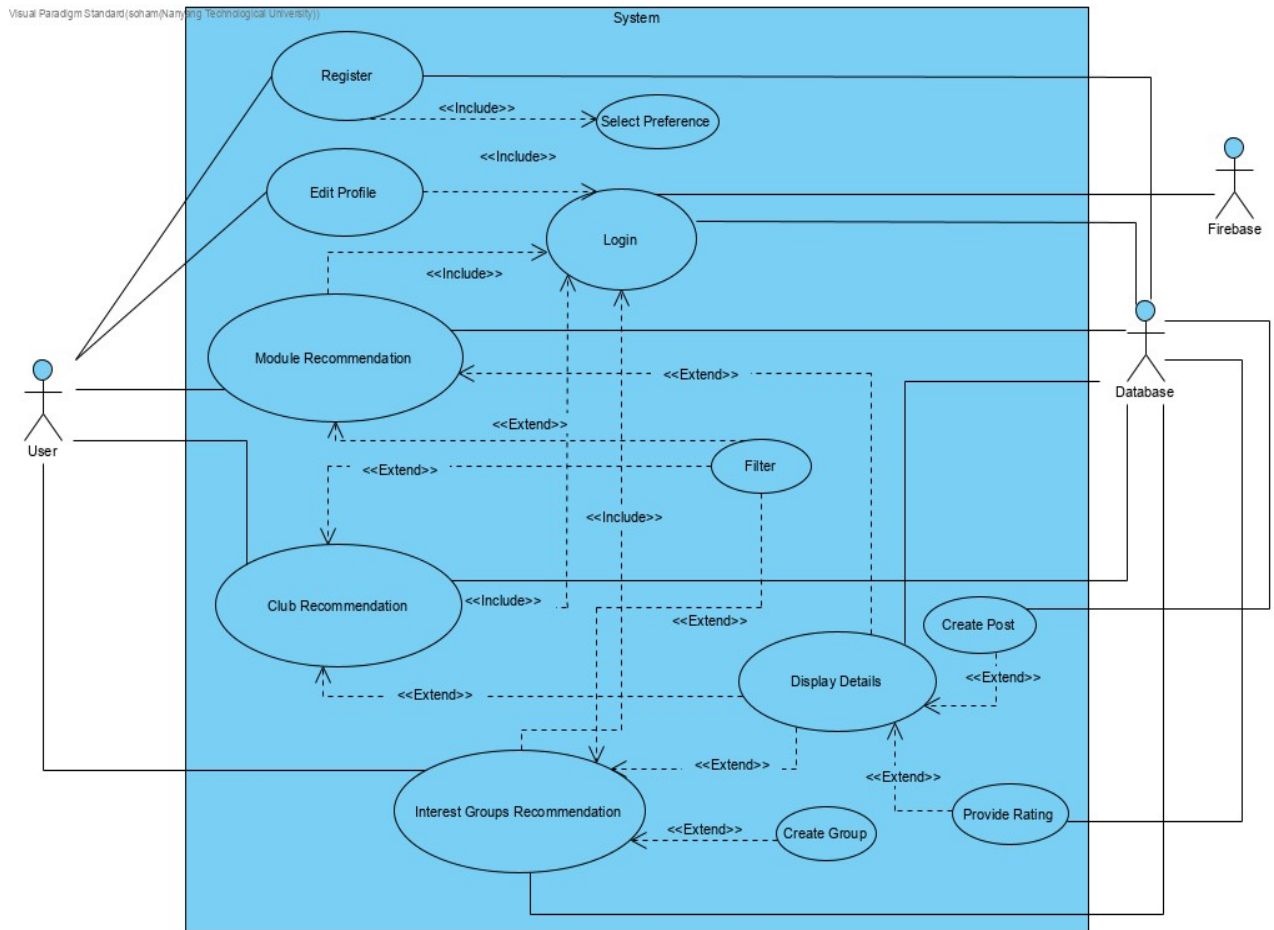 Visual Paradigm Standard(soham(Nanyang Technological University))
System
Register
<<Include>>
Select Preference
<<Include>>
Edit Profile
Login
Firebase
<<Include>>
Module Recommendation
<<Extend>>
Database
<<Extend>>
User
Filter
<<Extend>>
<<Include>>
Club Recommendation
<<Include>>
<<Extend>>
Create Post
Display Details
<<Extend>>
<<Extend>>
<<Extend>>
<<Extend>>
Interest Groups Recommendation
Provide Rating
<<Extend>>
Create Group